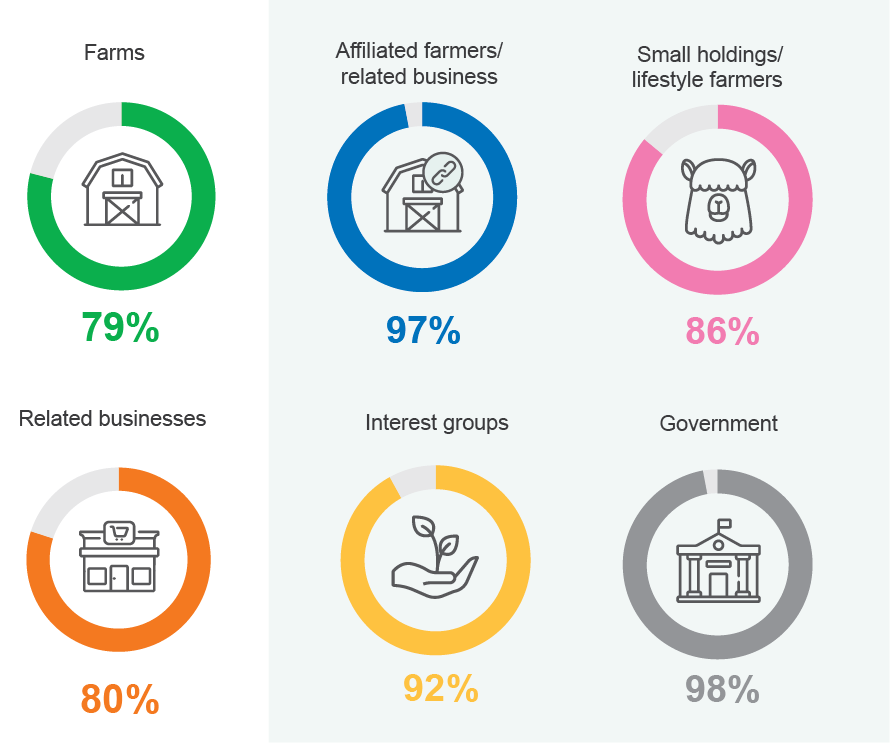 Farms
79%
Affiliated farmers/
related business
97%
Small holdings/
lifestyle farmers
86%
Related businesses
80%
Interest groups
92%
Government
98%